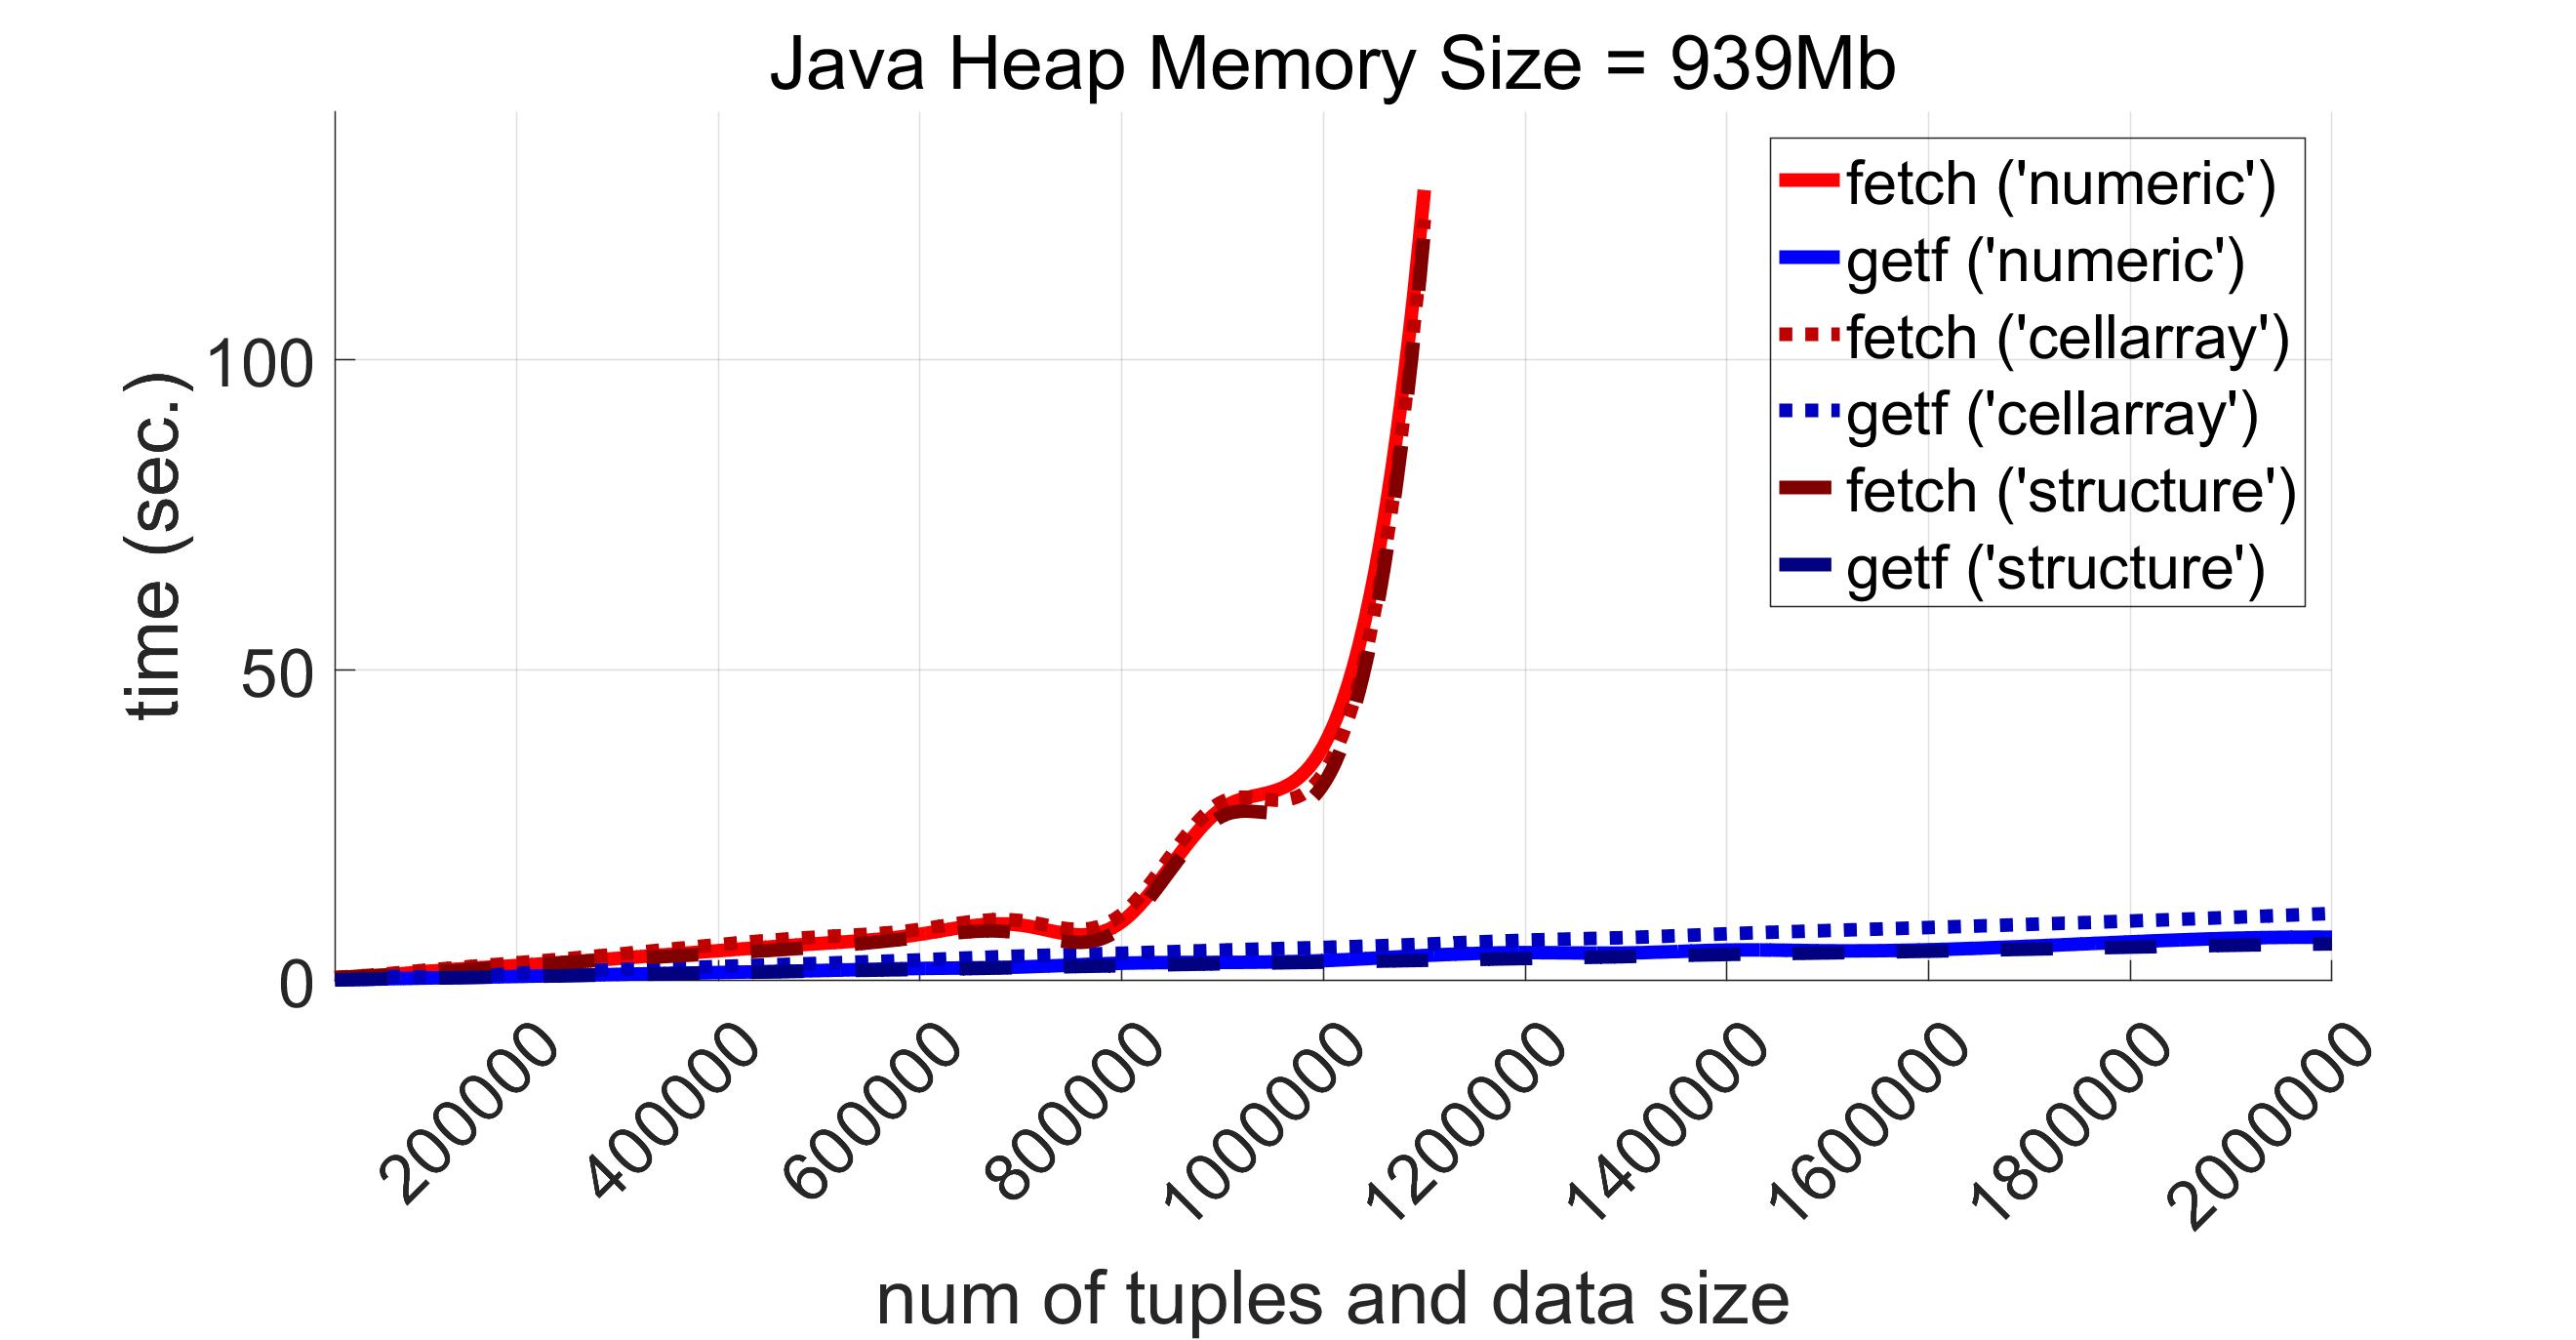 Java Heap Memory Size = 939Mb
fetch ('numeric')
getf ('numeric')
fetch ('cellarray')
getf ('cellarray')
fetch ('structure')
getf ('structure')
time (sec.)
100
50
0
200000
400000
600000
800000
1000000
1200000
1400000
1600000
1800000
2000000
num of tuples and data size